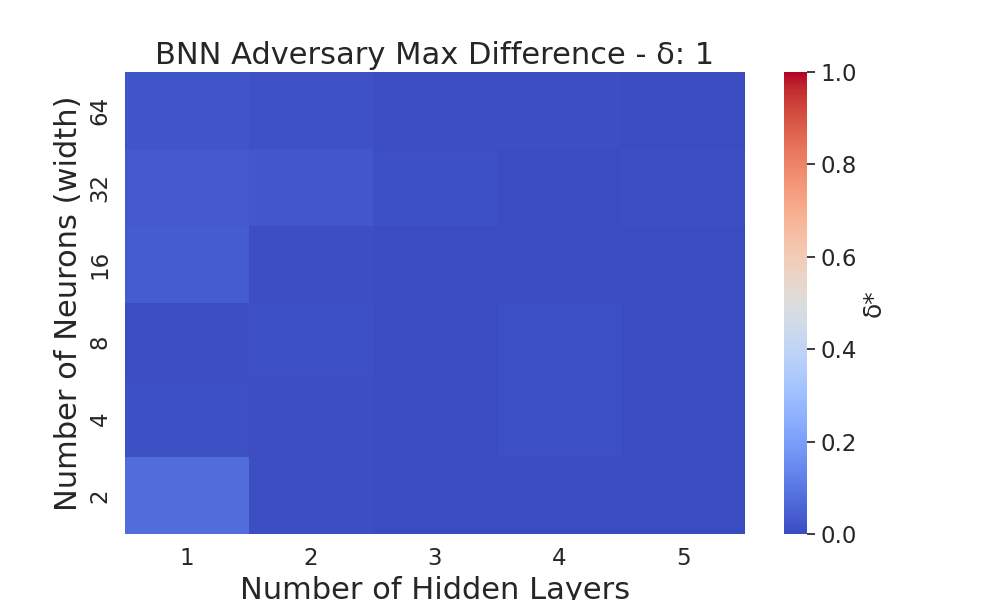 BNN Adversary Max Difference - δ: 1
Number of Neurons (width)
64
32
16
8
4
2
1 2 3 4 5
Number of Hidden Layers
1.0
0.8
0.6
0.4
0.2
0.0
δ*